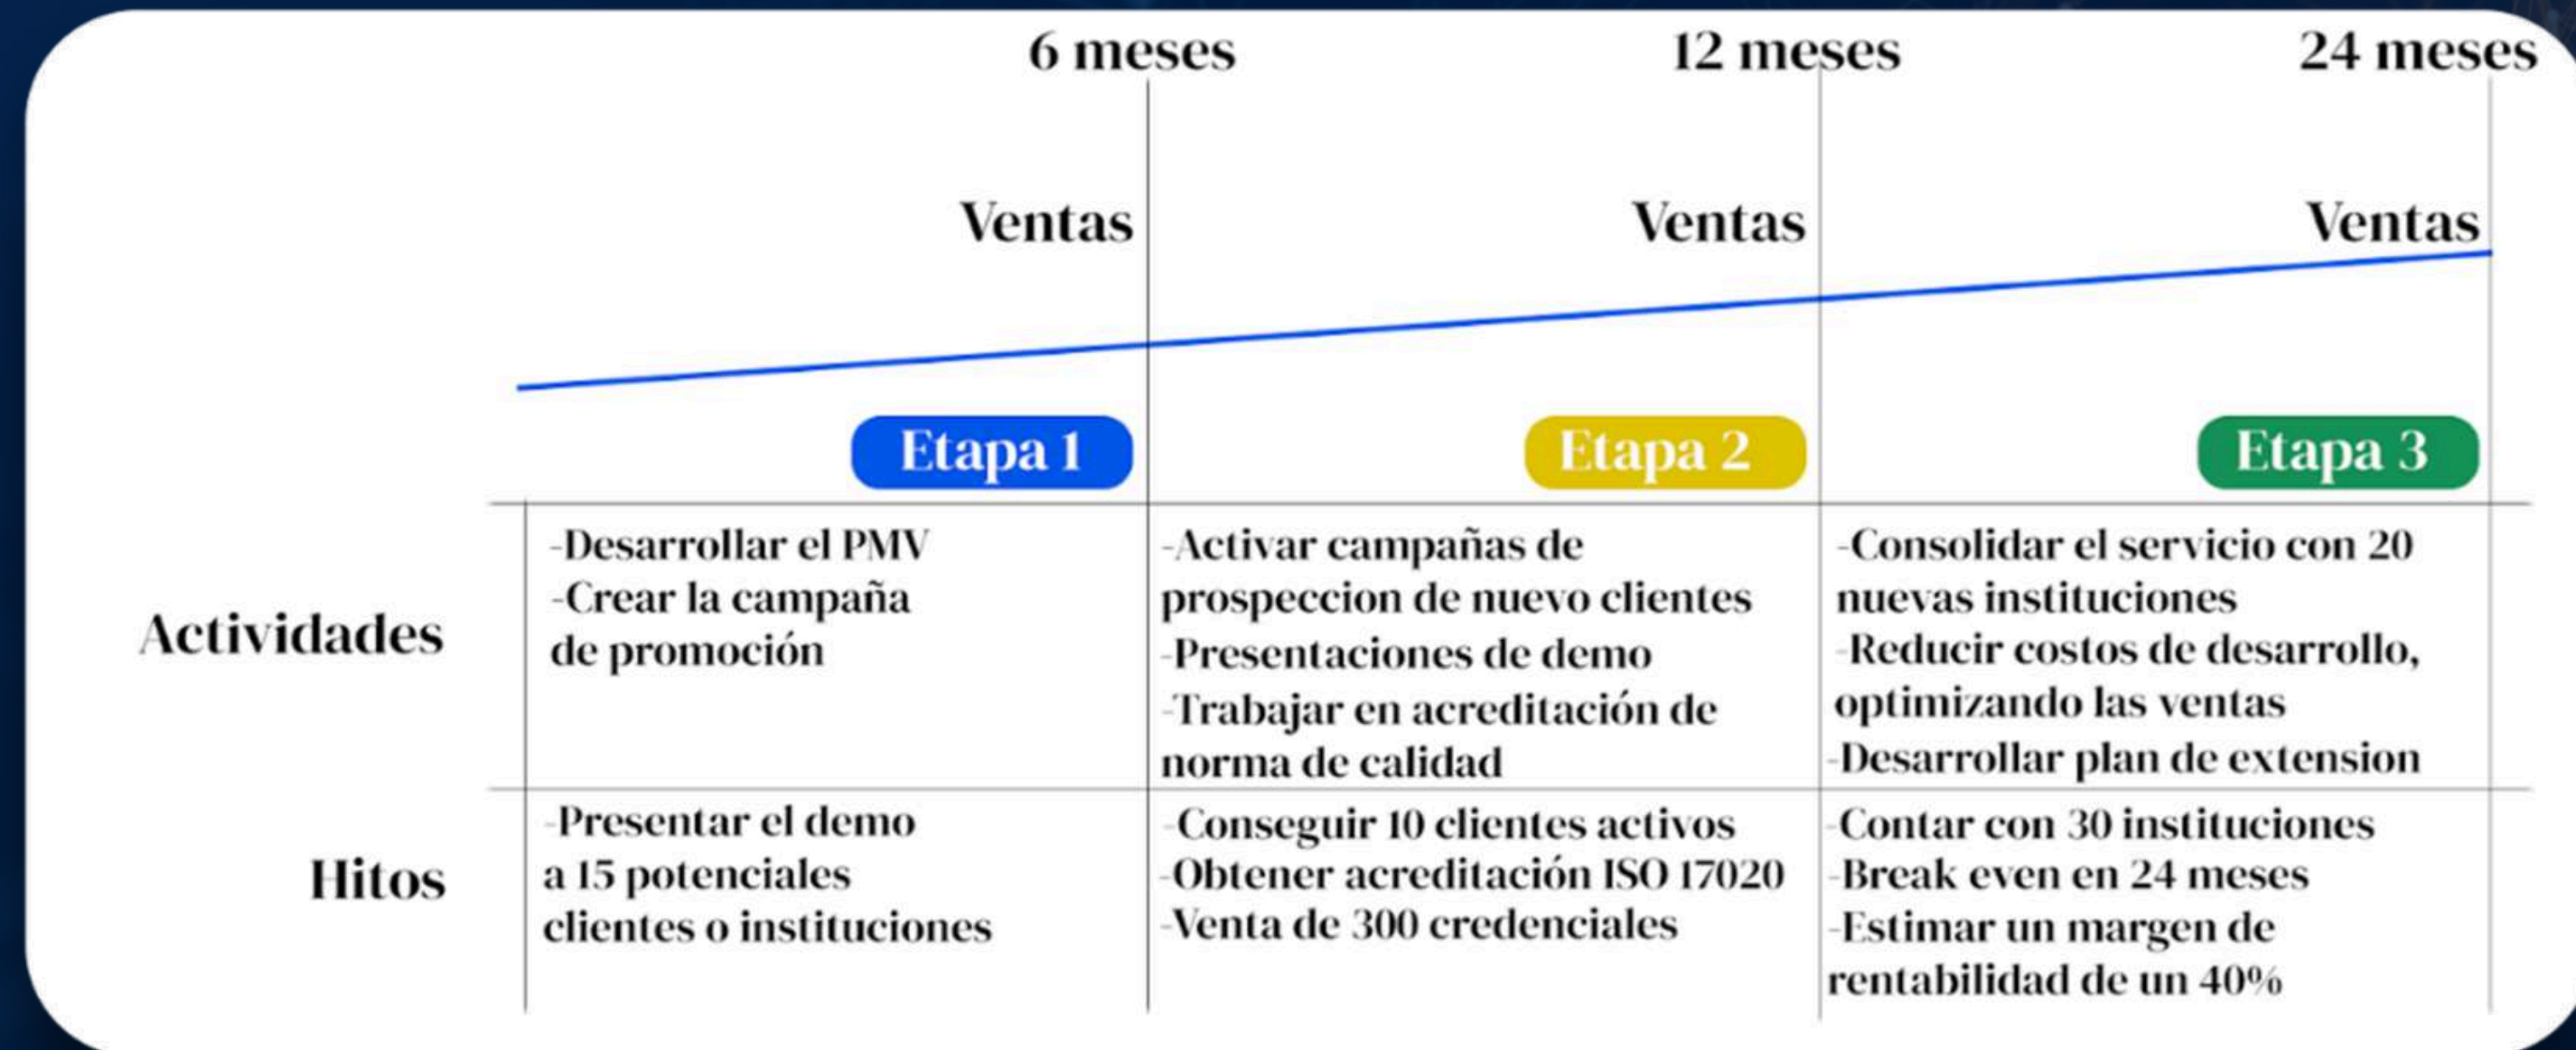 6 meses
12 meses
24 meses
Ventas
Ventas
Ventas
Etapa 1
Etapa 2
Etapa 3
Actividades
-Desarrollar el PMV
-Crear la campaña
de promoción
-Activar campañas de
prospeccion de nuevo clientes
-Presentaciones de demo
-Trabajar en acreditación de
norma de calidad
-Consolidar el servicio con 20
nuevas instituciones
-Reducir costos de desarrollo,
optimizando las ventas
-Desarrollar plan de extension
Hitos
-Presentar el demo
a 15 potenciales
clientes o instituciones
-Conseguir 10 clientes activos
-Obtener acreditación ISO 17020
-Venta de 300 credenciales
-Contar con 30 instituciones
-Break even en 24 meses
-Estimar un margen de
rentabilidad de un 40%